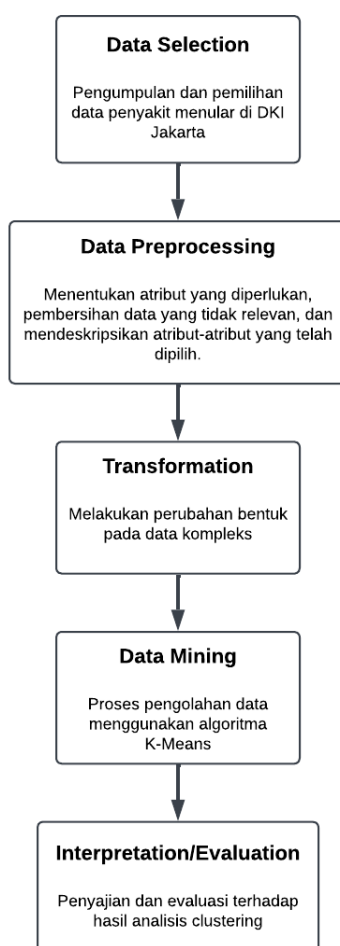 Data Selection
Pengumpulan dan pemilihan
data penyakit menular di DKI
Jakarta
Data Preprocessing
Menentukan atribut yang diperlukan,
pembersihan data yang tidak relevan, dan
mendeskripsikan atribut-atribut yang telah
dipilih.
Transformation
Melakukan perubahan bentuk
pada data kompleks
Data Mining
Proses pengolahan data
menggunakan algoritma
K-Means
Interpretation/Evaluation
Penyajian dan evaluasi terhadap
hasil analisis clustering